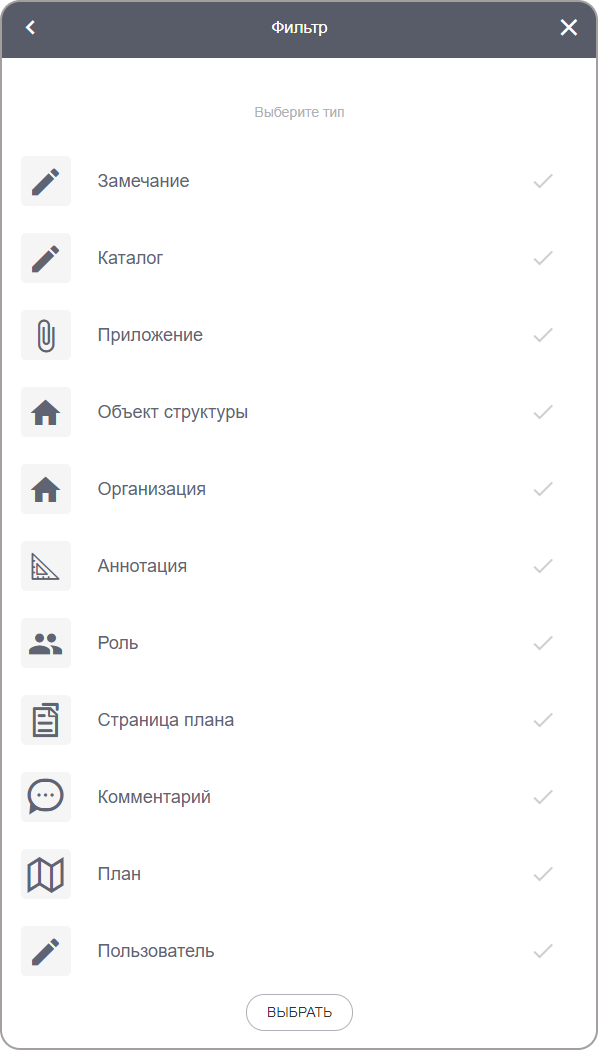 Фильтр
Выберите тип
Замечание
Каталог
Приложение
Объект структуры
Организация
Аннотация
Роль
Страница плана
Комментарий
План
Пользователь
ВЫБРАТЬ